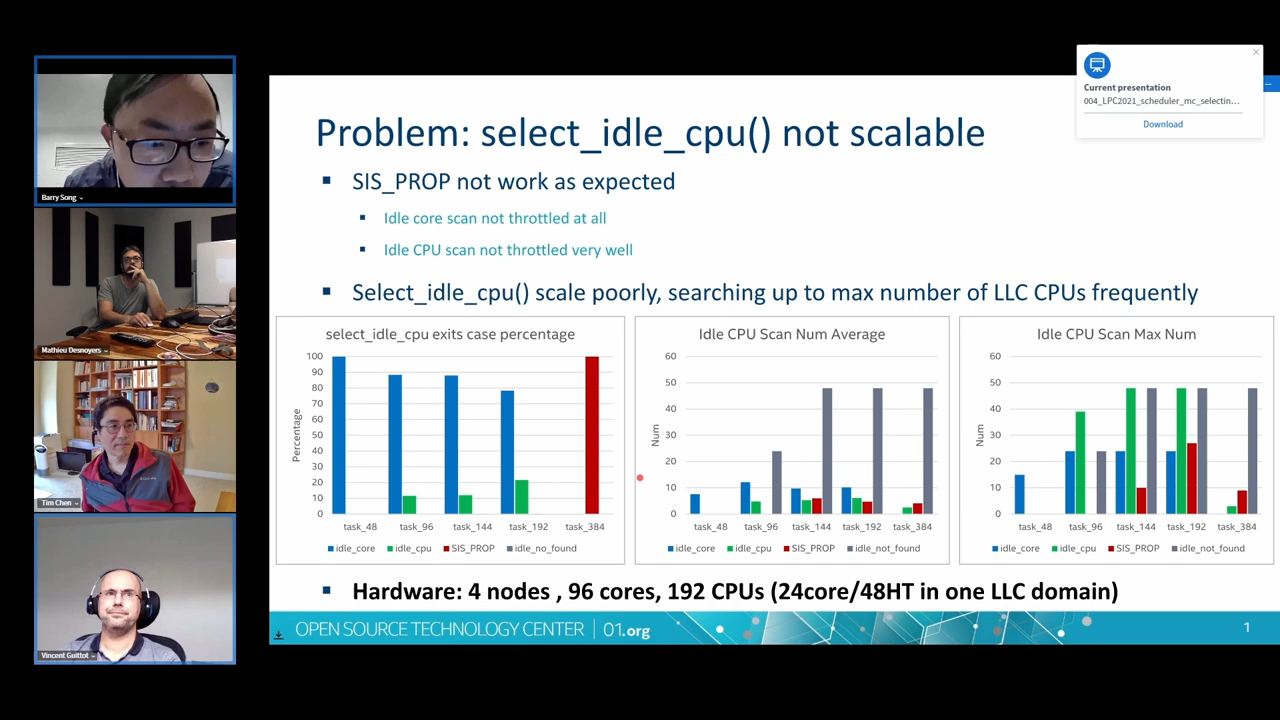 Barry Song
Mathieu Desnoyers
Tim Chen
Vincent Guittot
Current presentation
004_LPC2021_scheduler_mc_selectin...
Download
Problem: select_idle_cpu() not scalable
SIS_PROP not work as expected
Idle core scan not throttled at all
Idle CPU scan not throttled very well
Select_idle_cpu() scale poorly, searching up to max number of LLC CPUs frequently
select_idle_cpu exits case percentage
Percentage
100
90
80
70
60
50
40
30
20
10
0
task_48 task_96 task_144 task_192 task_384
idle_core idle_cpu SIS_PROP idle_no_found
Idle CPU Scan Num Average
Num
60
50
40
30
20
10
0
task_48 task_96 task_144 task_192 task_384
idle_core idle_cpu SIS_PROP idle_not_found
Idle CPU Scan Max Num
Num
60
50
40
30
20
10
0
task_48 task_96 task_144 task_192 task_384
idle_core idle_cpu SIS_PROP idle_not_found
Hardware: 4 nodes , 96 cores, 192 CPUs (24core/48HT in one LLC domain)
OPEN SOURCE TECHNOLOGY CENTER | 01.org
1